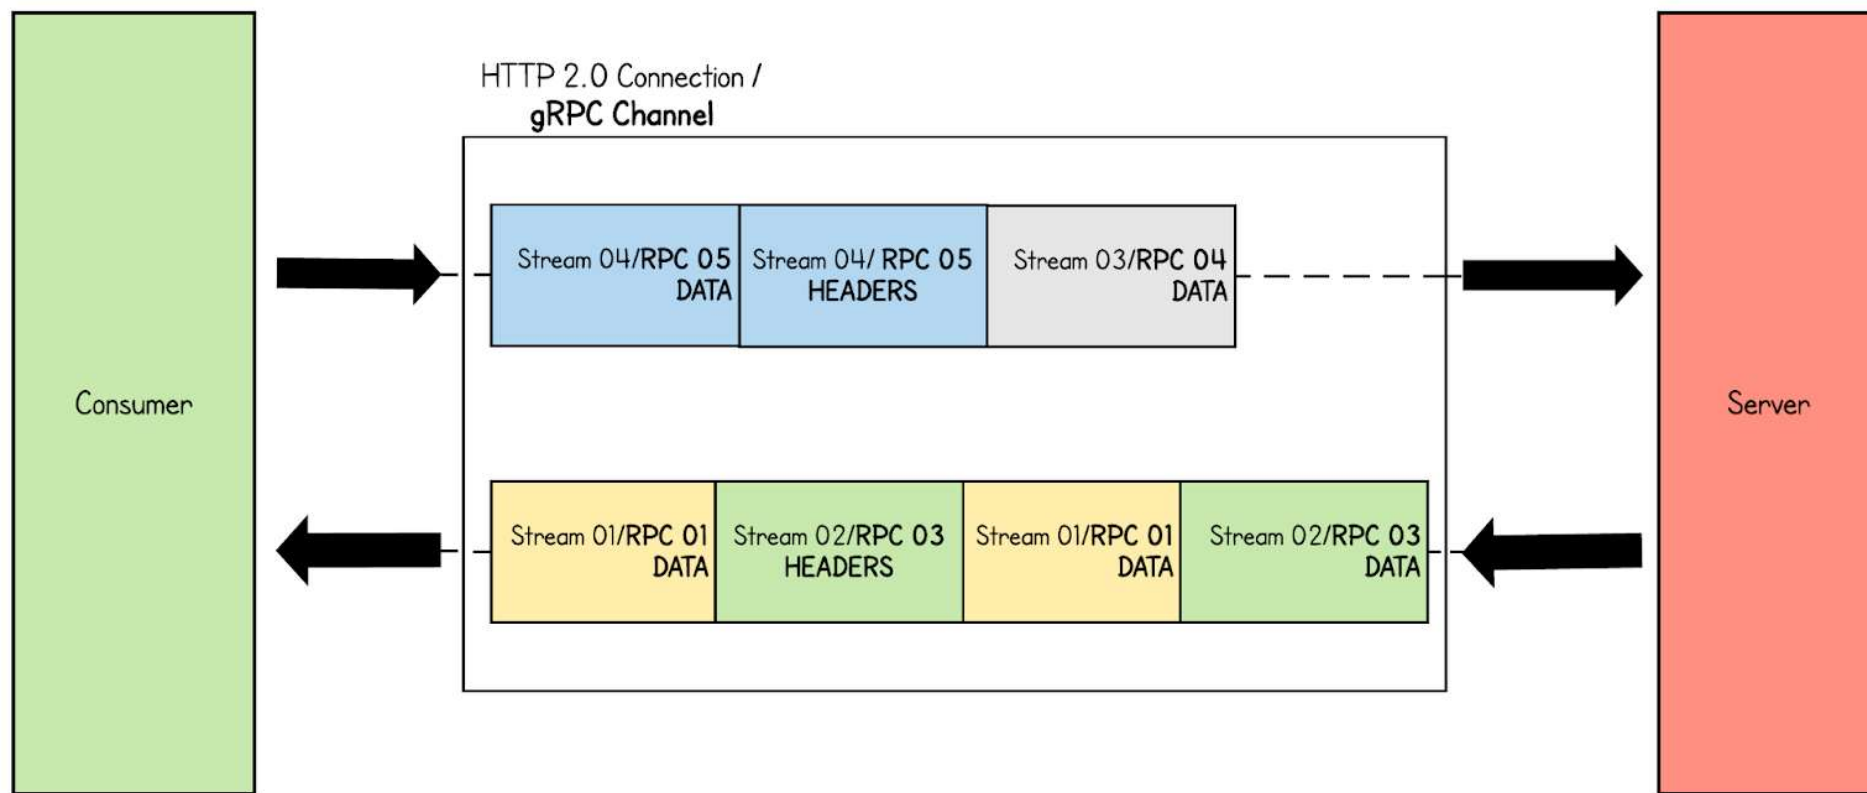 HTTP 2.0 Connection /
gRPC Channel
Consumer
Stream 04/RPC 05
DATA
Stream 04/ RPC 05
HEADERS
Stream 03/RPC 04
DATA
Stream 01/RPC 01
DATA
Stream 02/RPC 03
HEADERS
Stream 01/RPC 01
DATA
Stream 02/RPC 03
DATA
Server